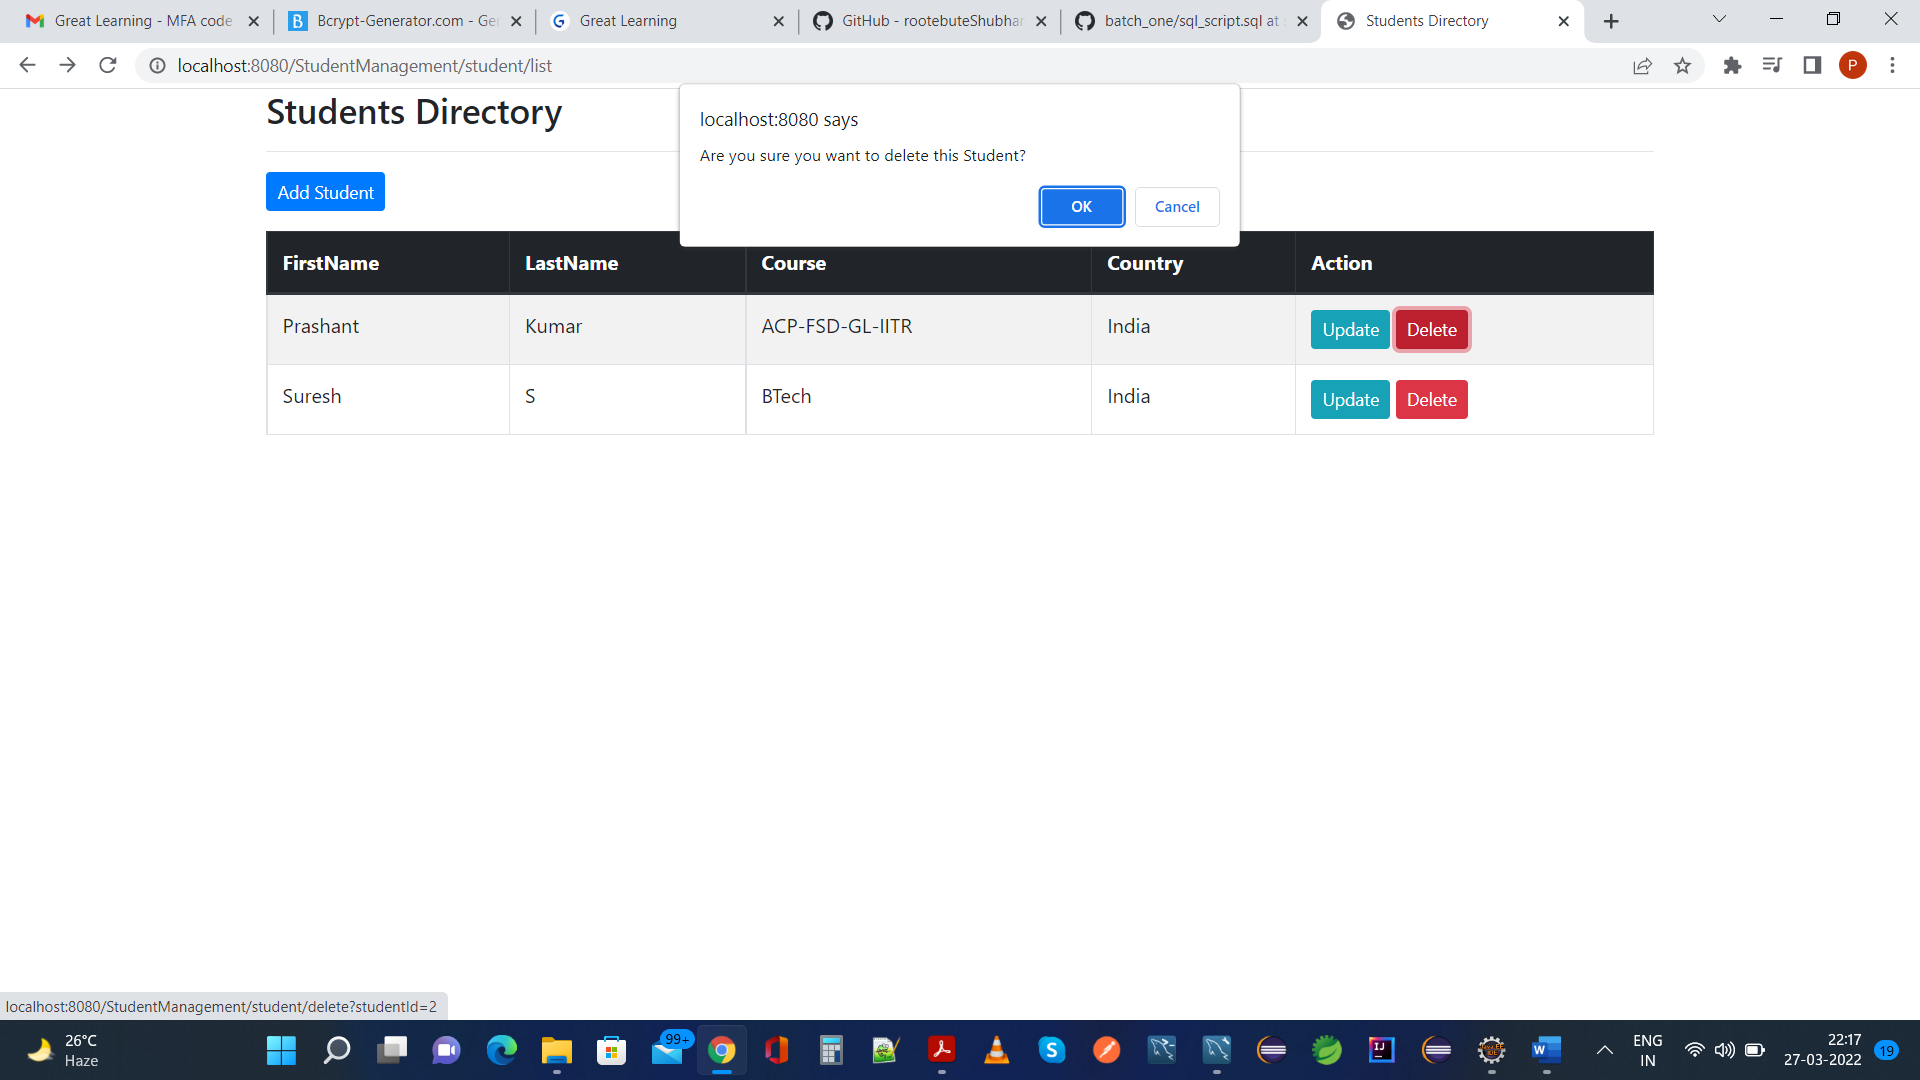 Great Learning - MFA code
Bcrypt-Generator.com - Ge
Great Learning
GitHub - rootebuteShubhar
batch_one/sql_script.sql at
Students Directory
localhost:8080/StudentManagement/student/list
P
Students Directory
localhost:8080 says
Are you sure you want to delete this Student?
OK
Cancel
Add Student
FirstName LastName Course Country Action
Prashant Kumar ACP-FSD-GL-IITR India Update Delete
Suresh S BTech India Update Delete
localhost:8080/StudentManagement/student/delete?studentId=2
26°C
Haze
99+
ENG
IN
22:17
27-03-2022
19